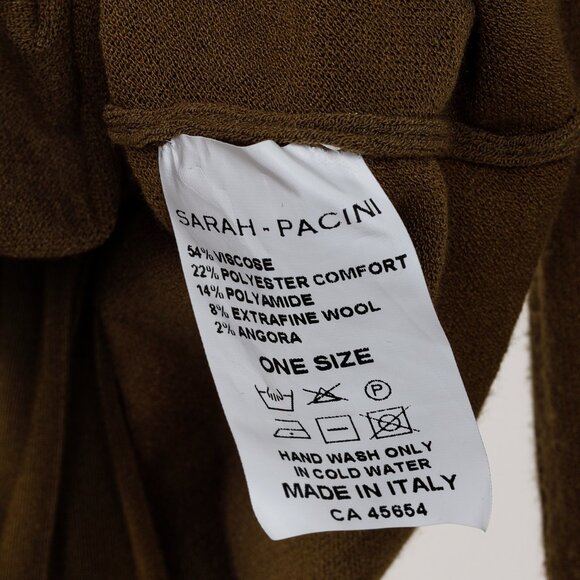 SARAH - PACINI
54% VISCOSE
22% POLYESTER COMFORT
14% POLYAMIDE
8% EXTRAFINE WOOL
2% ANGORA
ONE SIZE
P
HAND WASH ONLY
IN COLD WATER
MADE IN ITALY
CA 45654